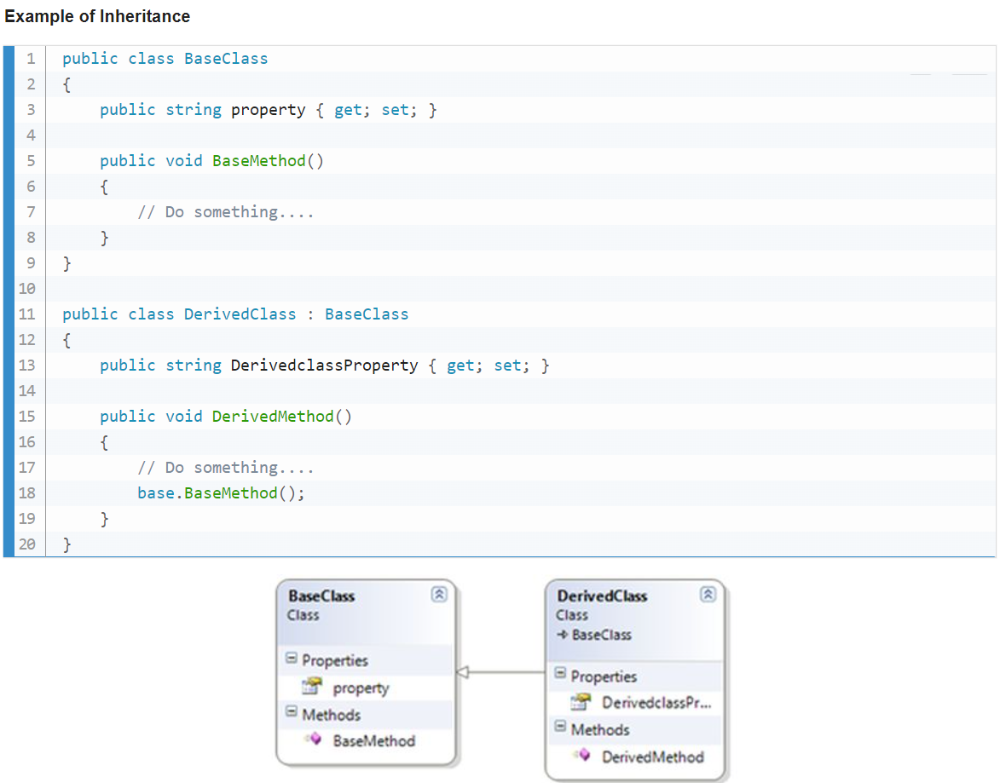 Example of Inheritance
1 public class BaseClass
2 {
3     public string property { get; set; }
4
5     public void BaseMethod()
6     {
7         // Do something....
8     }
9 }
10
11 public class DerivedClass : BaseClass
12 {
13     public string DerivedclassProperty { get; set; }
14
15     public void DerivedMethod()
16     {
17         // Do something....
18         base.BaseMethod();
19     }
20 }
BaseClass
Class
Properties
property
Methods
BaseMethod
DerivedClass
Class
BaseClass
Properties
DerivedclassPr...
Methods
DerivedMethod